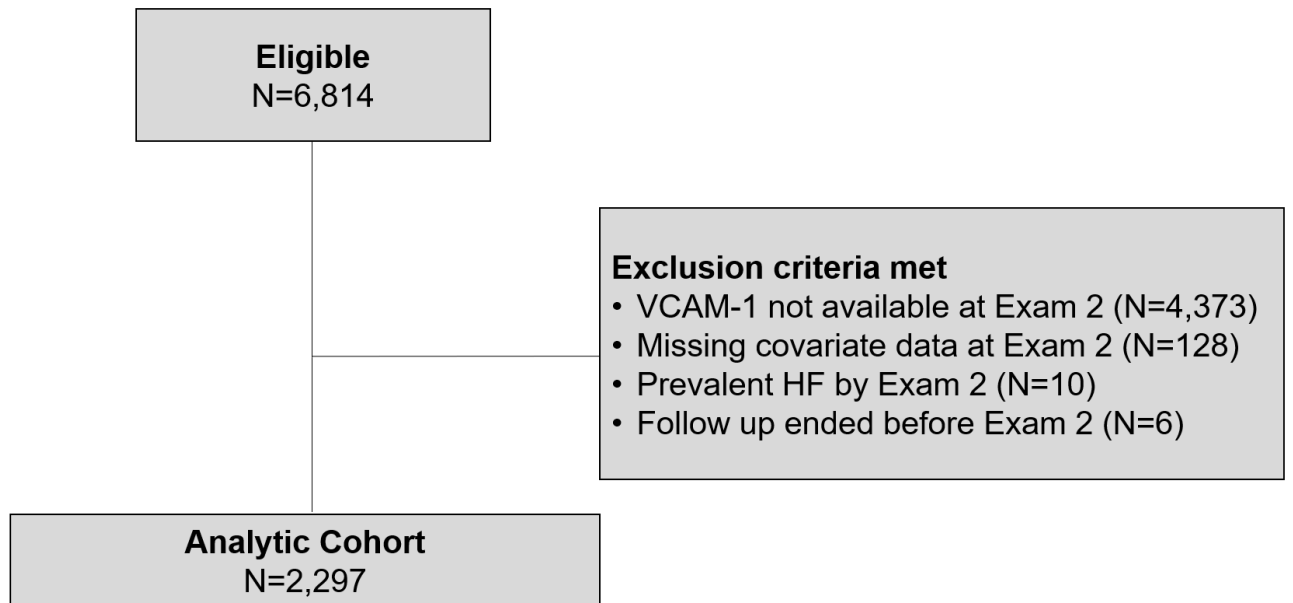 Eligible
N=6,814
Exclusion criteria met
• VCAM-1 not available at Exam 2 (N=4,373)
• Missing covariate data at Exam 2 (N=128)
• Prevalent HF by Exam 2 (N=10)
• Follow up ended before Exam 2 (N=6)
Analytic Cohort
N=2,297